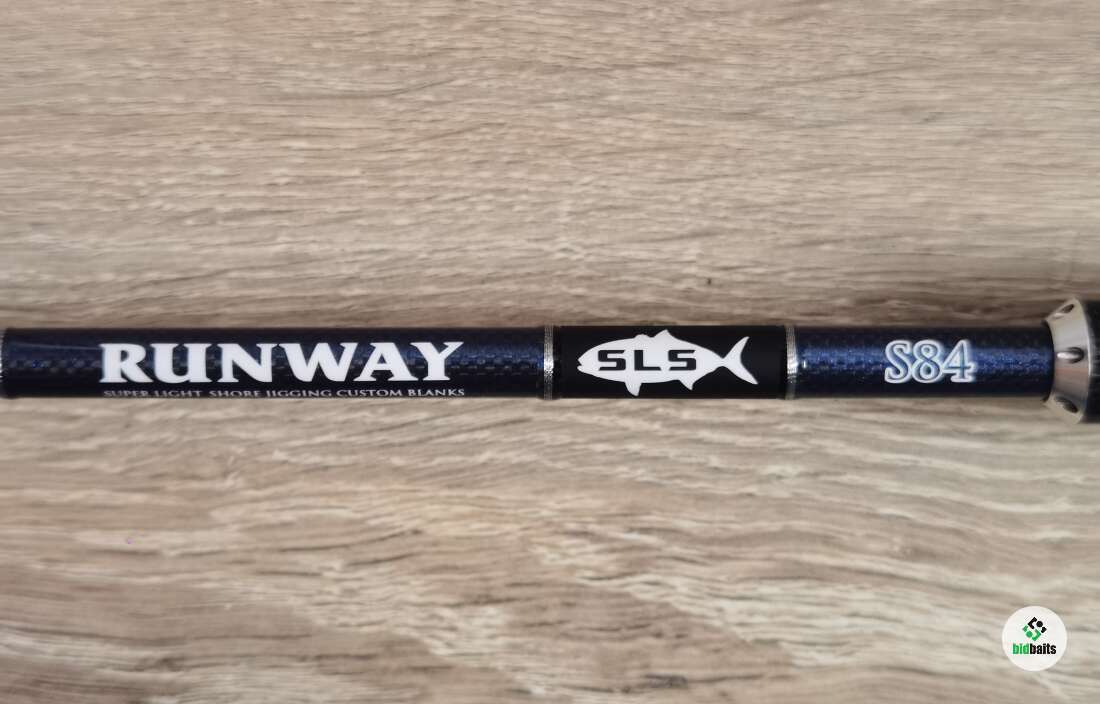 RUNWAY
SUPER LIGHT SHORE JIGGING CUSTOM BLANKS
SLS
S84
bidbaits